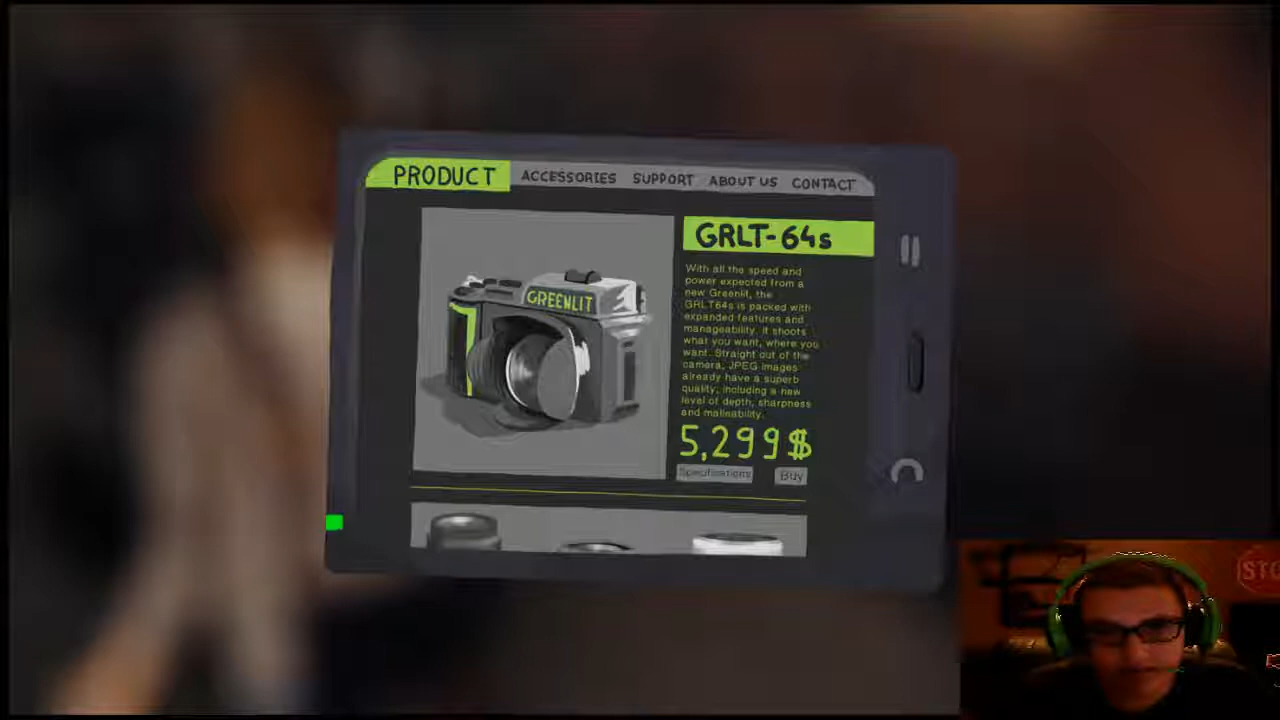 PRODUCT ACCESSORIES SUPPORT ABOUT US CONTACT
GREENLIT
GRLT-64s
With all the speed and
power expected from a
new Greenlit, the
GRLT64s is packed with
expanded features and
manageability. It shoots
what you want, where you
want. Straight out of the
camera, JPEG images
already have a superb
quality, including a new
level of depth, sharpness
and malleability.
5,299$
Specifications Buy
STO